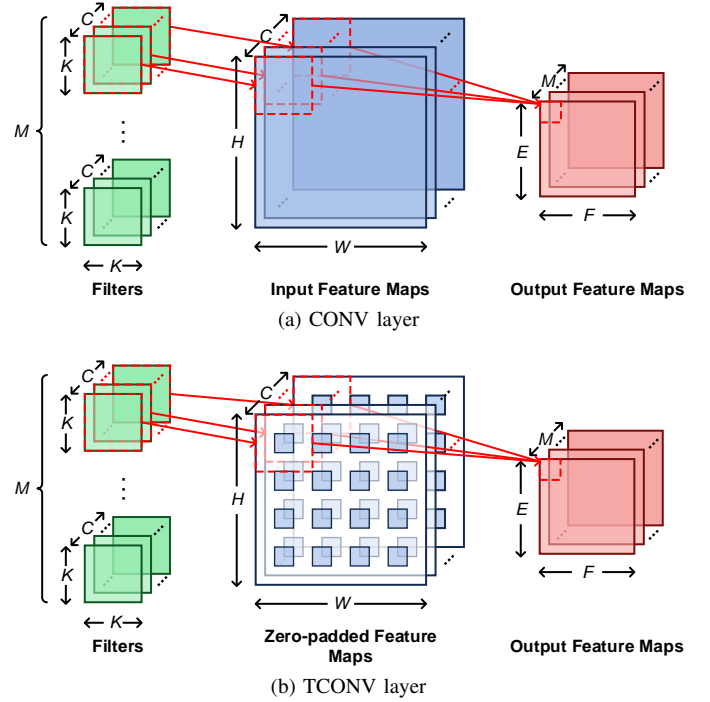 C
K
M
C
K
K
Filters
C
H
W
Input Feature Maps
M
E
F
Output Feature Maps
(a) CONV layer
C
K
M
C
K
K
Filters
C
H
W
Zero-padded Feature
Maps
M
E
F
Output Feature Maps
(b) TCONV layer